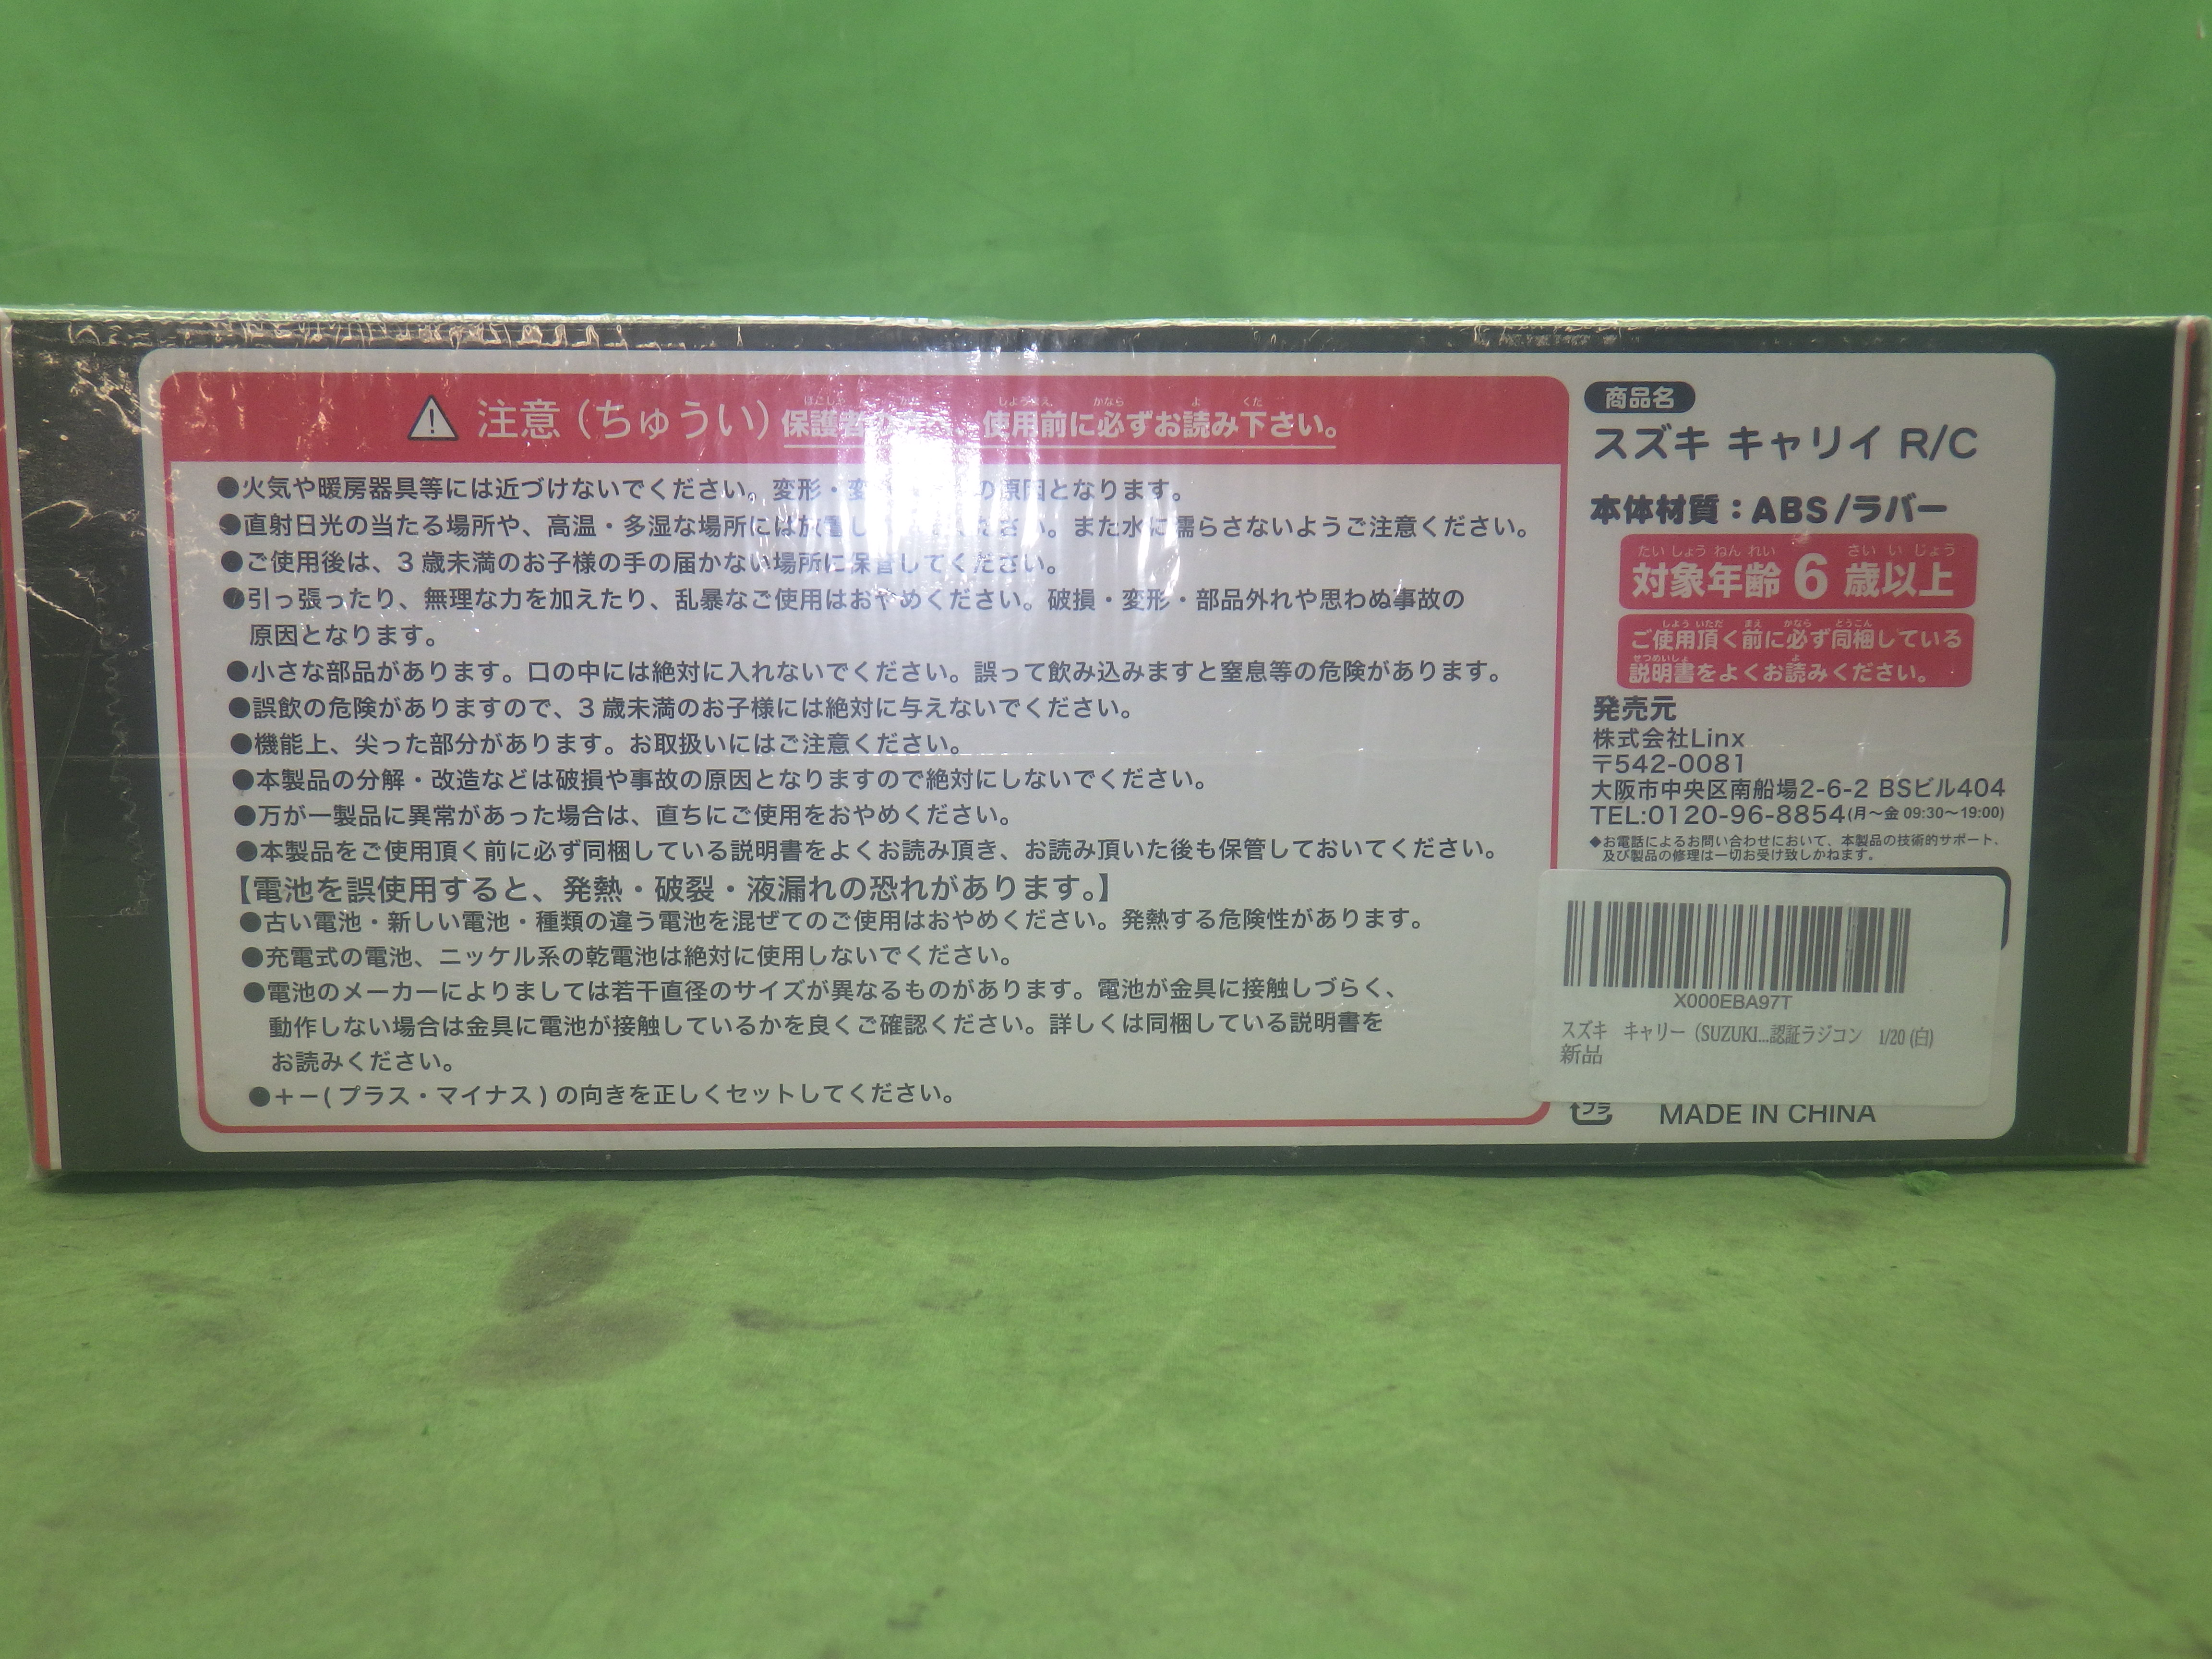 注意(ちゅうい)保護者 使用前に必ずお読み下さい。
●火気や暖房器具等には近づけないでください。変形・変 の原因となります。
●直射日光の当たる場所や、高温・多湿な場所には放置し ください。また水に濡らさないようご注意ください。
●ご使用後は、3歳未満のお子様の手の届かない場所に保管してください。
●引っ張ったり、無理な力を加えたり、乱暴なご使用はおやめください。破損・変形・部品外れや思わぬ事故の
原因となります。
●小さな部品があります。口の中には絶対に入れないでください。誤って飲み込みますと窒息等の危険があります。
●誤飲の危険がありますので、3歳未満のお子様には絶対に与えないでください。
●機能上、尖った部分があります。お取扱いにはご注意ください。
●本製品の分解・改造などは破損や事故の原因となりますので絶対にしないでください。
●万が一製品に異常があった場合は、直ちにご使用をおやめください。
●本製品をご使用頂く前に必ず同梱している説明書をよくお読み頂き、お読み頂いた後も保管しておいてください。
【電池を誤使用すると、発熱・破裂・液漏れの恐れがあります。】
●古い電池・新しい電池・種類の違う電池を混ぜてのご使用はおやめください。発熱する危険性があります。
●充電式の電池、ニッケル系の乾電池は絶対に使用しないでください。
●電池のメーカーによりましては若干直径のサイズが異なるものがあります。電池が金具に接触しづらく、
動作しない場合は金具に電池が接触しているかを良くご確認ください。詳しくは同梱している説明書を
お読みください。
●+−(プラス・マイナス)の向きを正しくセットしてください。
商品名
スズキ キャリイ R/C
本体材質:ABS/ラバー
たいしょうねんれい さいいじょう
対象年齢 6 歳以上
しよういただ まえ かなら どうこん
ご使用頂く前に必ず同梱している
せつめいしょ よ
説明書をよくお読みください。
発売元
株式会社Linx
〒542-0081
大阪市中央区南船場2-6-2 BSビル404
TEL:0120-96-8854(月〜金 09:30〜19:00)
◆お電話によるお問い合わせにおいて、本製品の技術的サポート、
及び製品の修理は一切お受け致しかねます。
X000EBA97T
スズキ キャリー(SUZUKI...認証ラジコン 1/20 (白)
新品
プラ
MADE IN CHINA